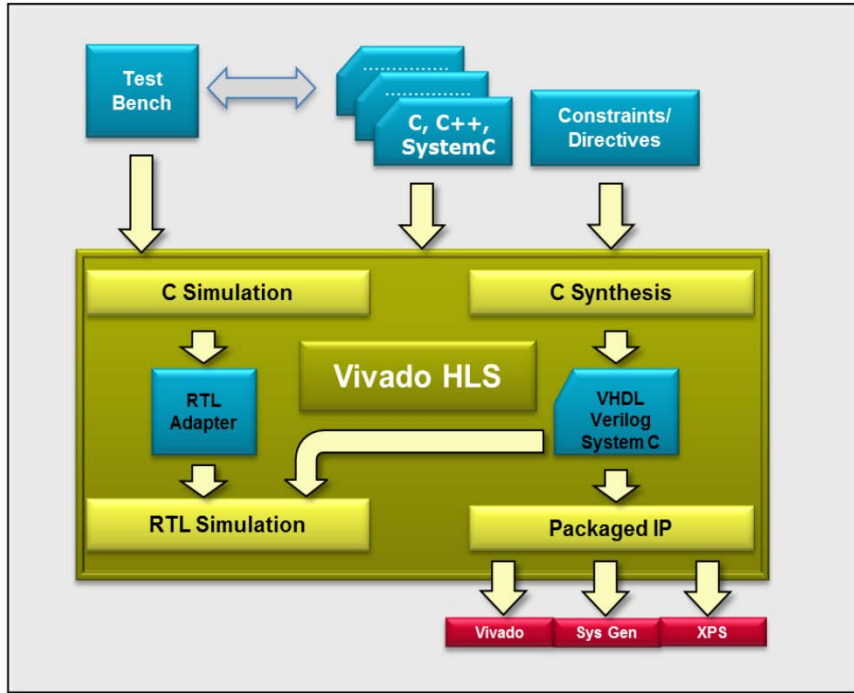 Test
Bench
...............
...............
C, C++,
SystemC
Constraints/
Directives
C Simulation
C Synthesis
Vivado HLS
RTL
Adapter
VHDL
Verilog
System C
RTL Simulation
Packaged IP
Vivado
Sys Gen
XPS